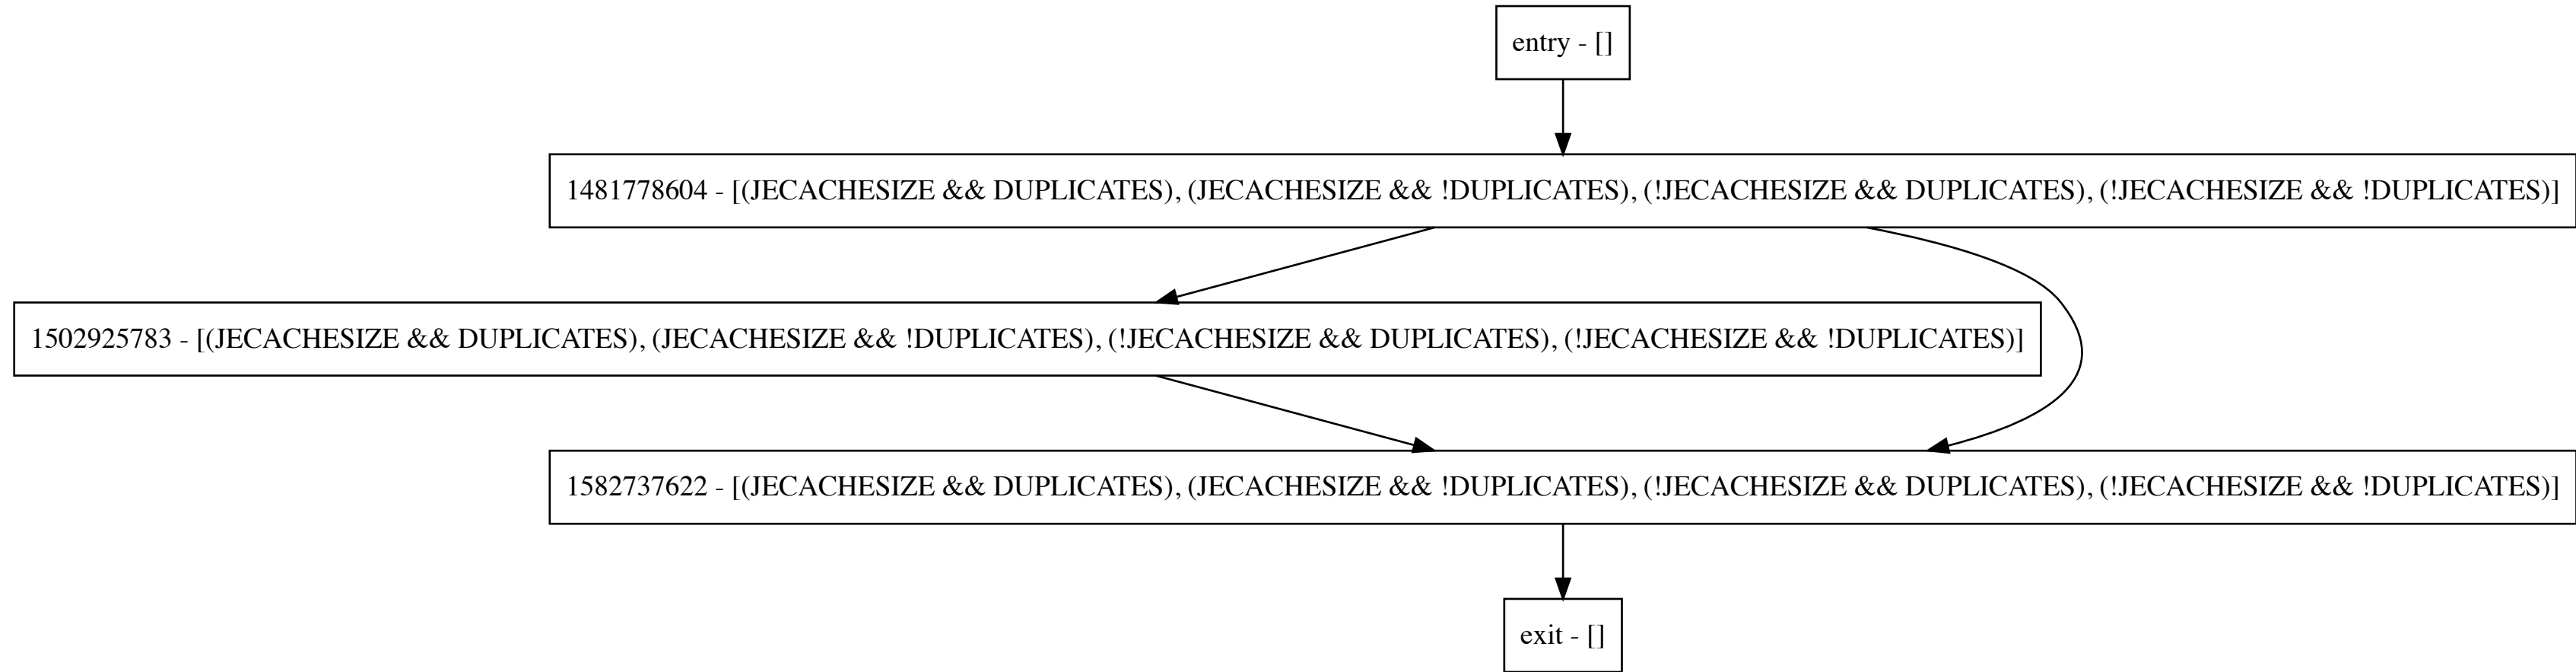 entry - []
1481778604 - [(JECACHESIZE && DUPLICATES), (JECACHESIZE && !DUPLICATES), (!JECACHESIZE && DUPLICATES), (!JECACHESIZE && !DUPLICATES)]
1502925783 - [(JECACHESIZE && DUPLICATES), (JECACHESIZE && !DUPLICATES), (!JECACHESIZE && DUPLICATES), (!JECACHESIZE && !DUPLICATES)]
1582737622 - [(JECACHESIZE && DUPLICATES), (JECACHESIZE && !DUPLICATES), (!JECACHESIZE && DUPLICATES), (!JECACHESIZE && !DUPLICATES)]
exit - []